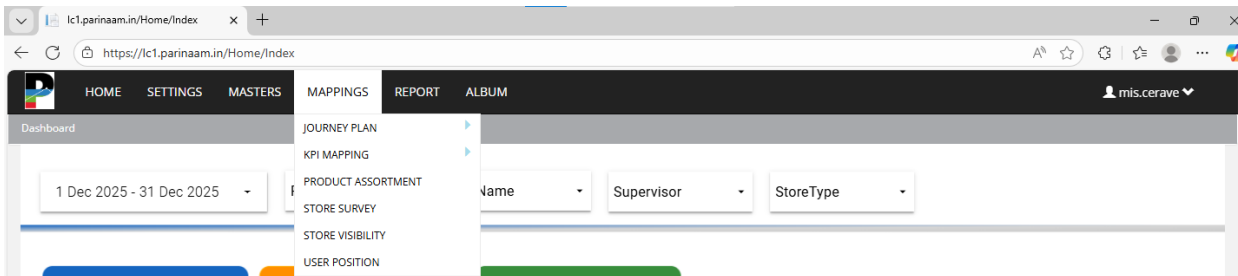 lc1.parinaam.in/Home/Index
https://lc1.parinaam.in/Home/Index
HOME SETTINGS MASTERS MAPPINGS REPORT ALBUM mis.cerave
Dashboard
JOURNEY PLAN
KPI MAPPING
1 Dec 2025 - 31 Dec 2025 Name Supervisor StoreType
PRODUCT ASSORTMENT
STORE SURVEY
STORE VISIBILITY
USER POSITION